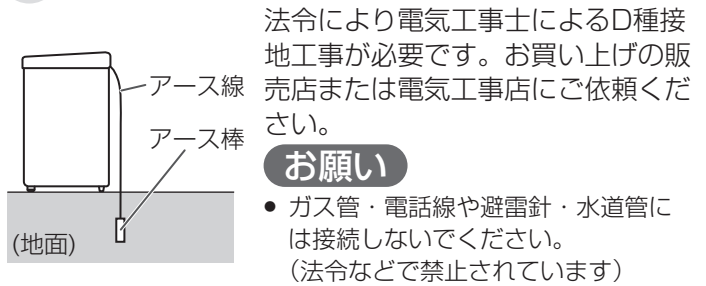 法令により電気工事士によるD種接
地工事が必要です。お買い上げの販
売店または電気工事店にご依頼くだ
さい。
アース線
アース棒
(地面)
お願い
● ガス管・電話線や避雷針・水道管に
は接続しないでください。
（法令などで禁止されています）